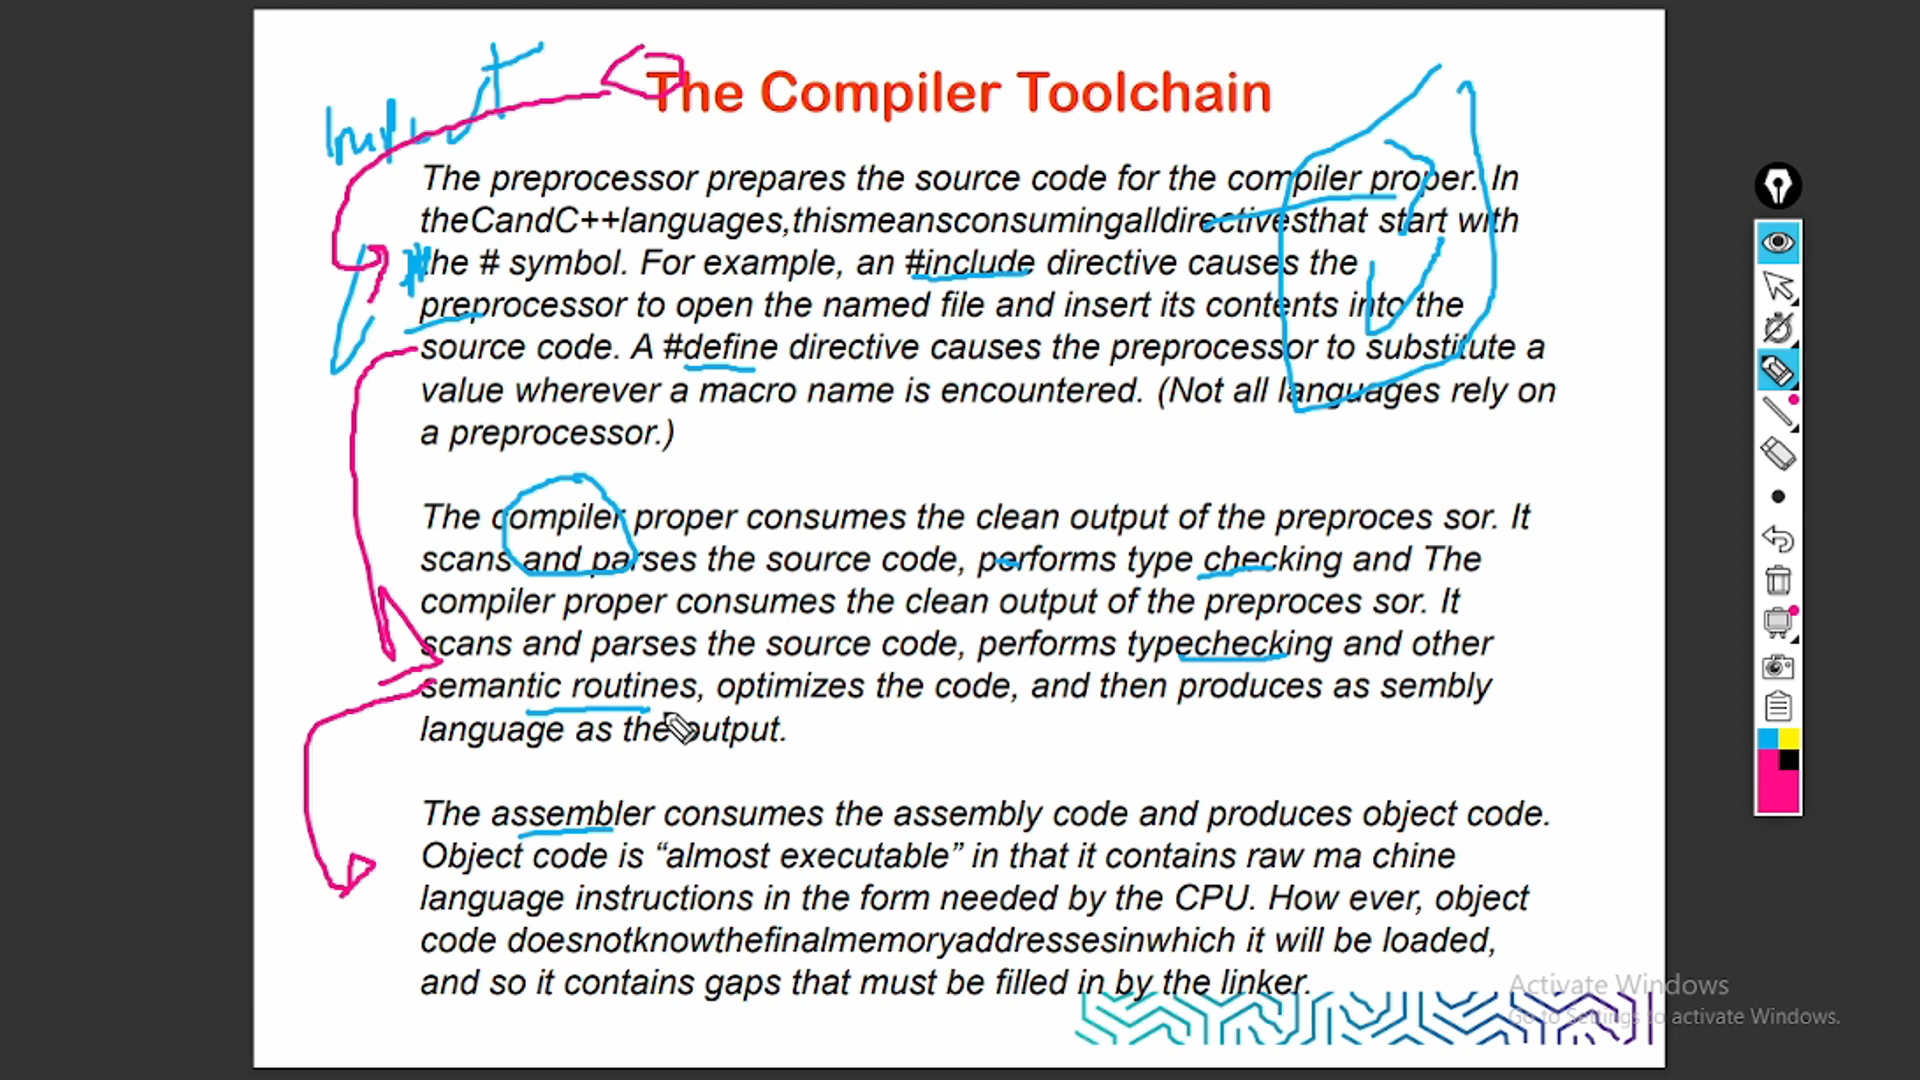 The Compiler Toolchain
input
The preprocessor prepares the source code for the compiler proper. In
theCandC++languages,thismeansconsumingalldirectivesthat start with
the # symbol. For example, an #include directive causes the
preprocessor to open the named file and insert its contents into the
source code. A #define directive causes the preprocessor to substitute a
value wherever a macro name is encountered. (Not all languages rely on
a preprocessor.)
The compiler proper consumes the clean output of the preproces sor. It
scans and parses the source code, performs type checking and The
compiler proper consumes the clean output of the preproces sor. It
scans and parses the source code, performs typechecking and other
semantic routines, optimizes the code, and then produces as sembly
language as the output.
The assembler consumes the assembly code and produces object code.
Object code is “almost executable” in that it contains raw ma chine
language instructions in the form needed by the CPU. How ever, object
code doesnotknowthefinalmemoryaddressesinwhich it will be loaded,
and so it contains gaps that must be filled in by the linker.
Activate Windows
Go to Settings to activate Windows.